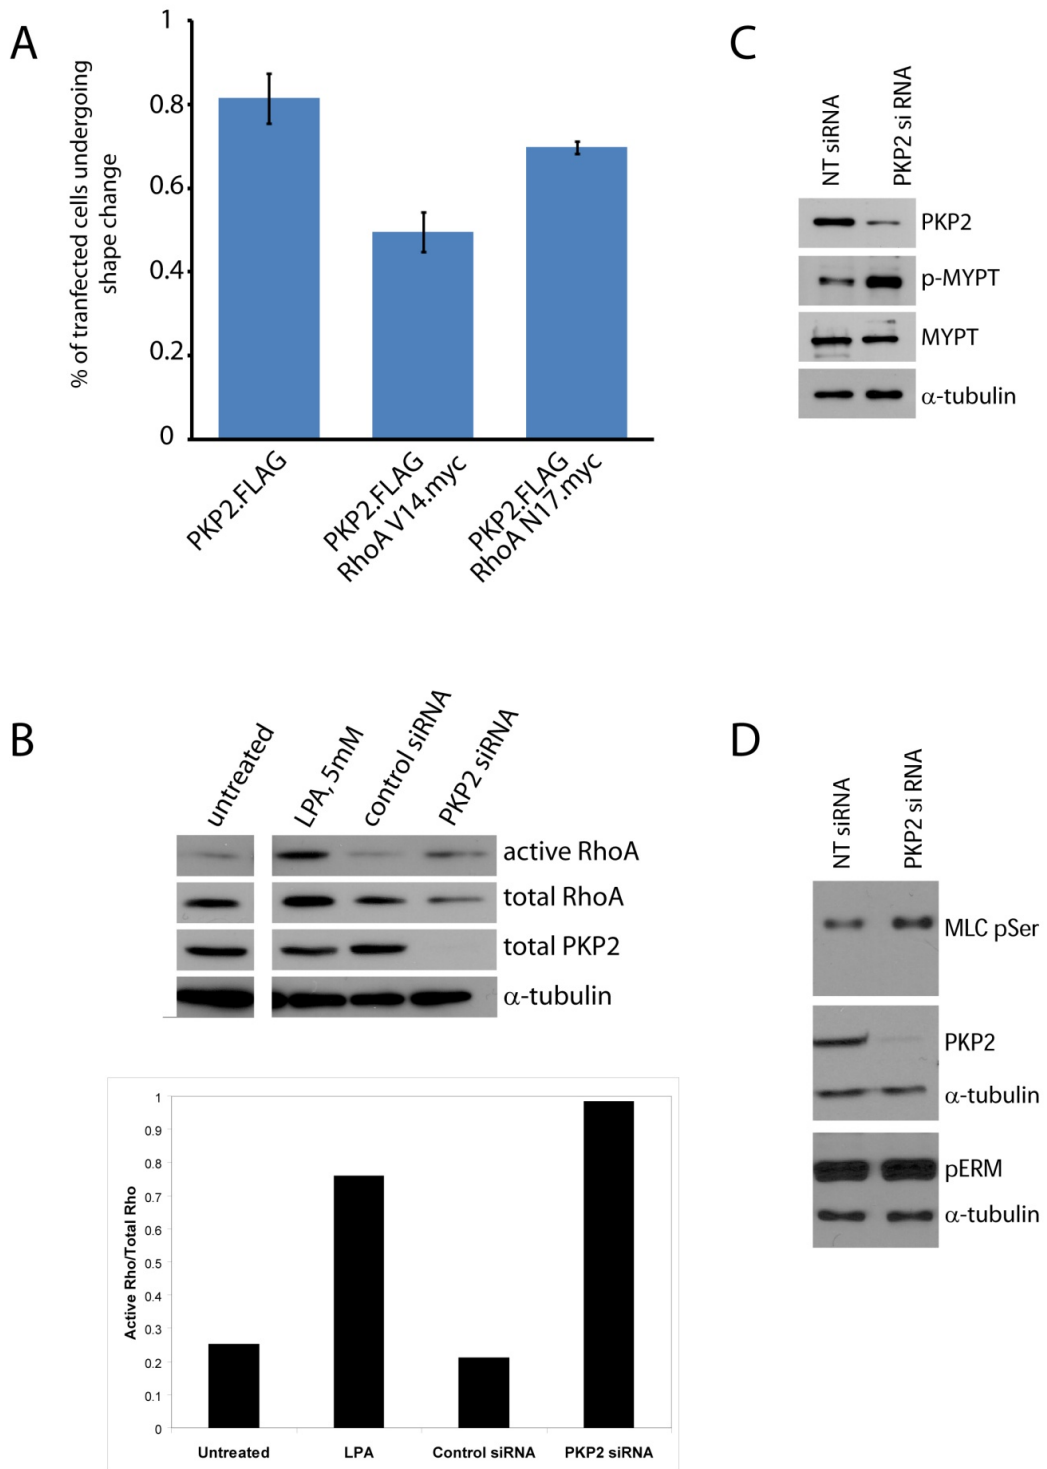 A
% of tranfected cells undergoing
shape change
1
0.8
0.6
0.4
0.2
0
PKP2.FLAG
PKP2.FLAG
RhoA V14.myc
PKP2.FLAG
RhoA N17.myc
C
NT siRNA
PKP2 si RNA
PKP2
p-MYPT
MYPT
α-tubulin
B
untreated
LPA, 5mM
control siRNA
PKP2 siRNA
active RhoA
total RhoA
total PKP2
α-tubulin
Active Rho/Total Rho
1
0.9
0.8
0.7
0.6
0.5
0.4
0.3
0.2
0.1
0
Untreated
LPA
Control siRNA
PKP2 siRNA
D
NT siRNA
PKP2 si RNA
MLC pSer
PKP2
α-tubulin
pERM
α-tubulin